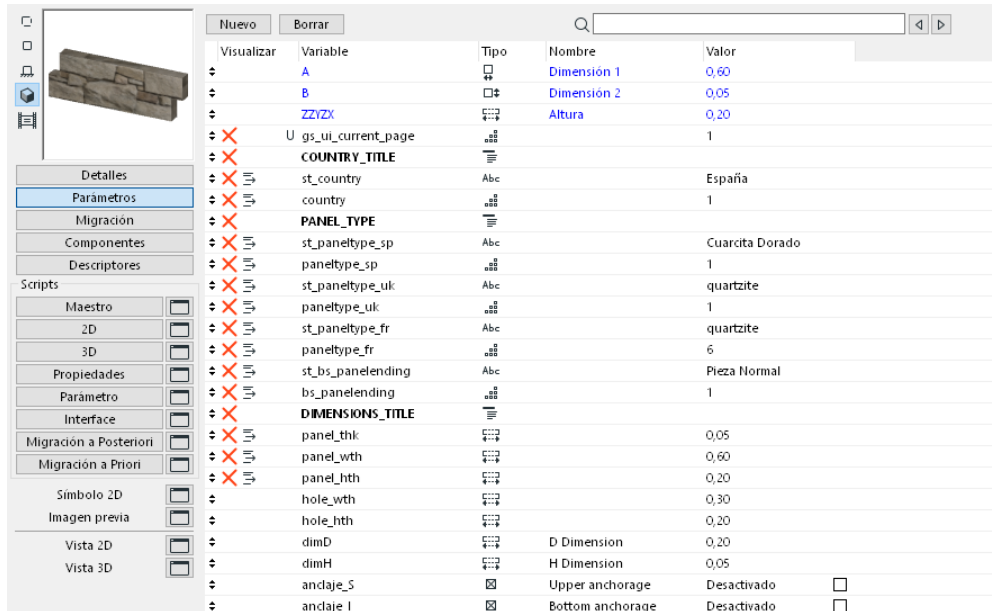 Nuevo Borrar
Visualizar Variable Tipo Nombre Valor
A Dimensión 1 0,60
B Dimensión 2 0,05
ZZYZX Altura 0,20
U gs_ui_current_page 1
COUNTRY_TITLE
st_country Abc España
country 1
PANEL_TYPE
st_paneltype_sp Abc Cuarcita Dorado
paneltype_sp 1
st_paneltype_uk Abc quartzite
paneltype_uk 1
st_paneltype_fr Abc quartzite
paneltype_fr 6
st_bs_panelending Abc Pieza Normal
bs_panelending 1
DIMENSIONS_TITLE
panel_thk 0,05
panel_wth 0,60
panel_hth 0,20
hole_wth 0,30
hole_hth 0,20
dimD D Dimension 0,20
dimH H Dimension 0,05
anclaje_S Upper anchorage Desactivado
anclaje_I Bottom anchorage Desactivado
Detalles
Parámetros
Migración
Componentes
Descriptores
Scripts
Maestro
2D
3D
Propiedades
Parámetro
Interface
Migración a Posteriori
Migración a Priori
Símbolo 2D
Imagen previa
Vista 2D
Vista 3D